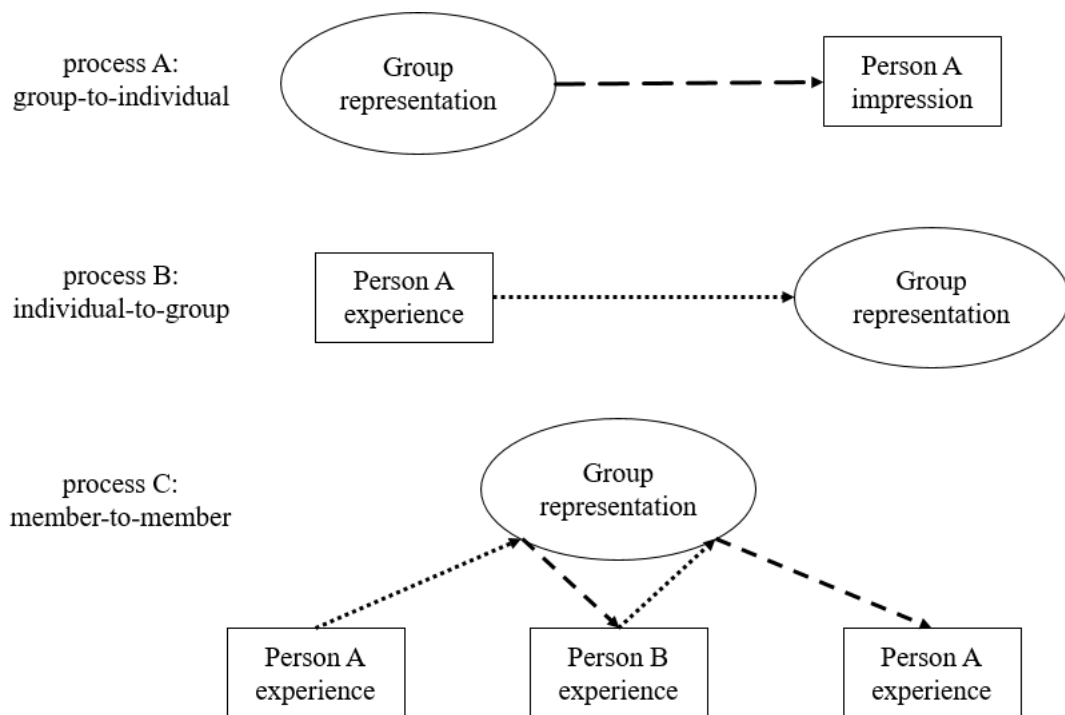 process A:
group-to-individual
Group
representation
Person A
impression
process B:
individual-to-group
Person A
experience
Group
representation
process C:
member-to-member
Group
representation
Person A
experience
Person B
experience
Person A
experience